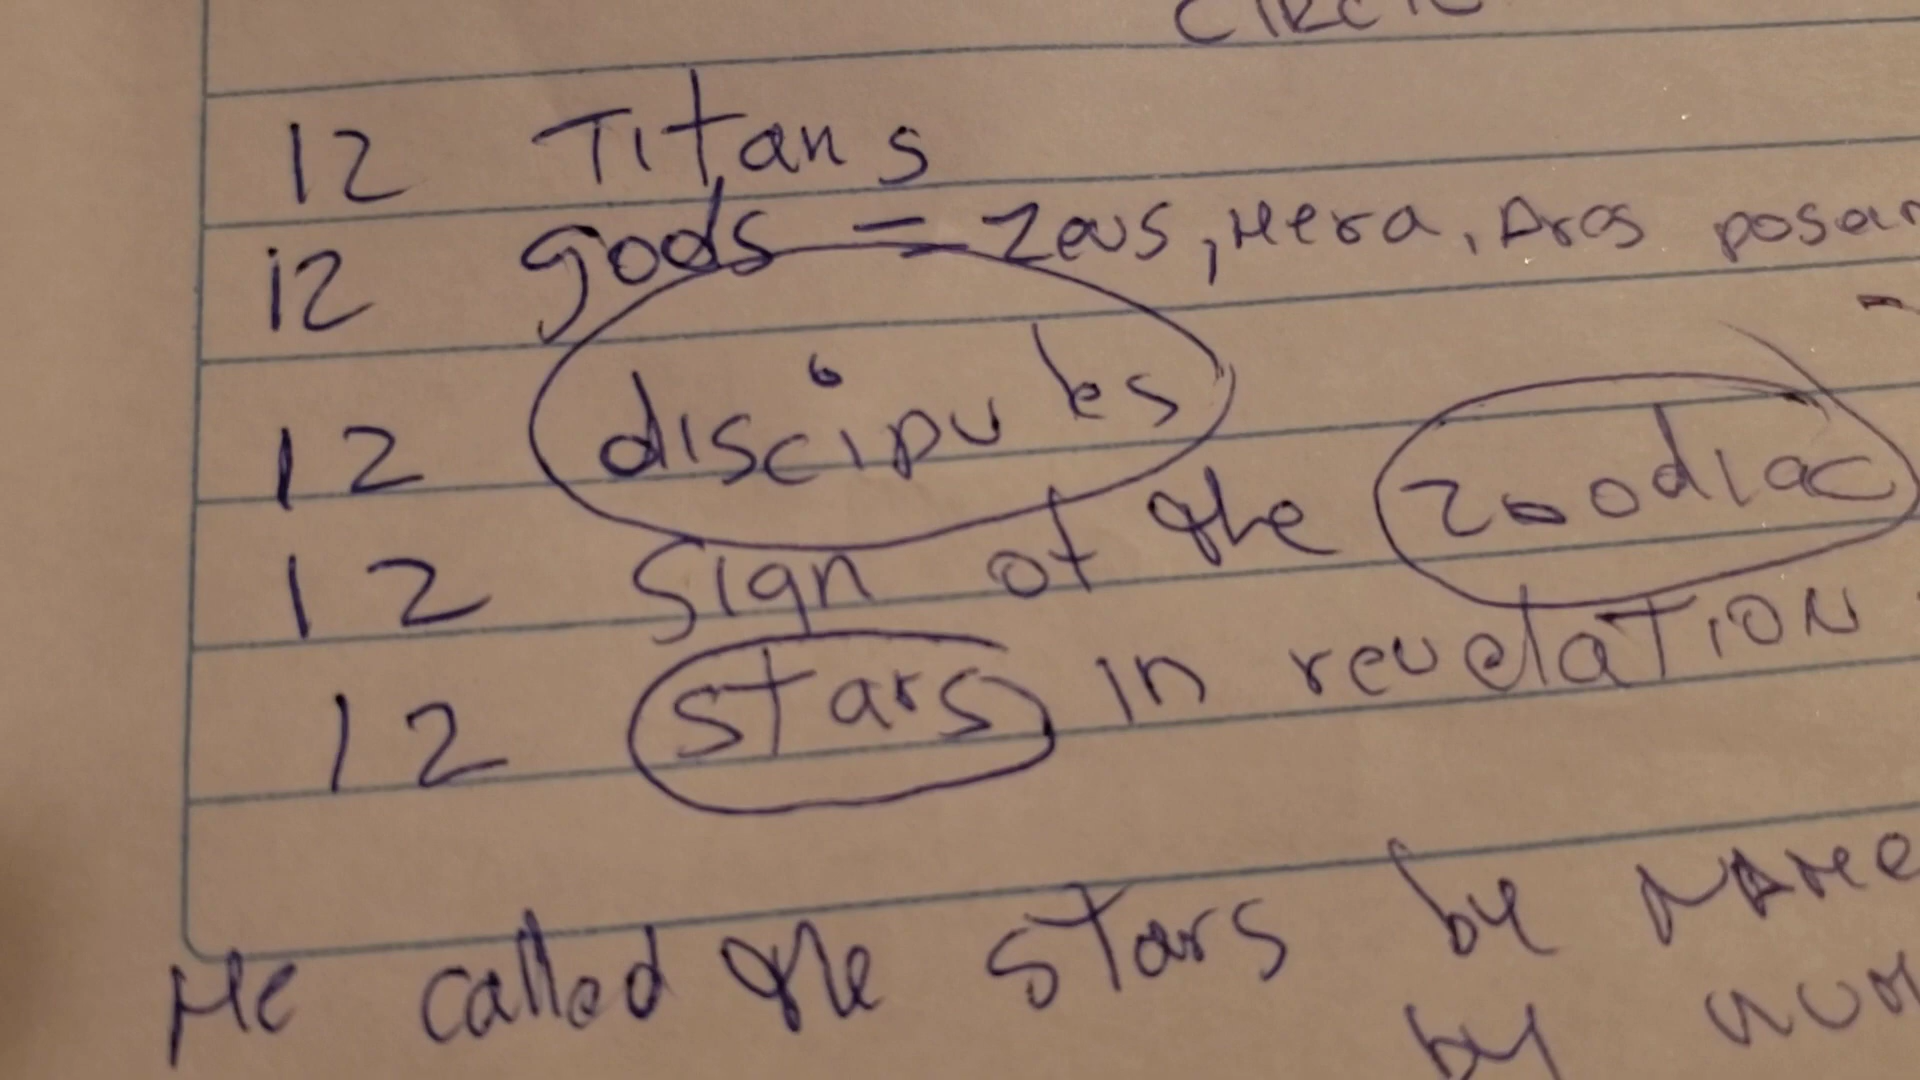 12 Titans
12 gods = Zeus, Hera, Ares
12 discipules
12 Sign of the zoodiac
12 stars in revelation
He called the stars by NAME
by